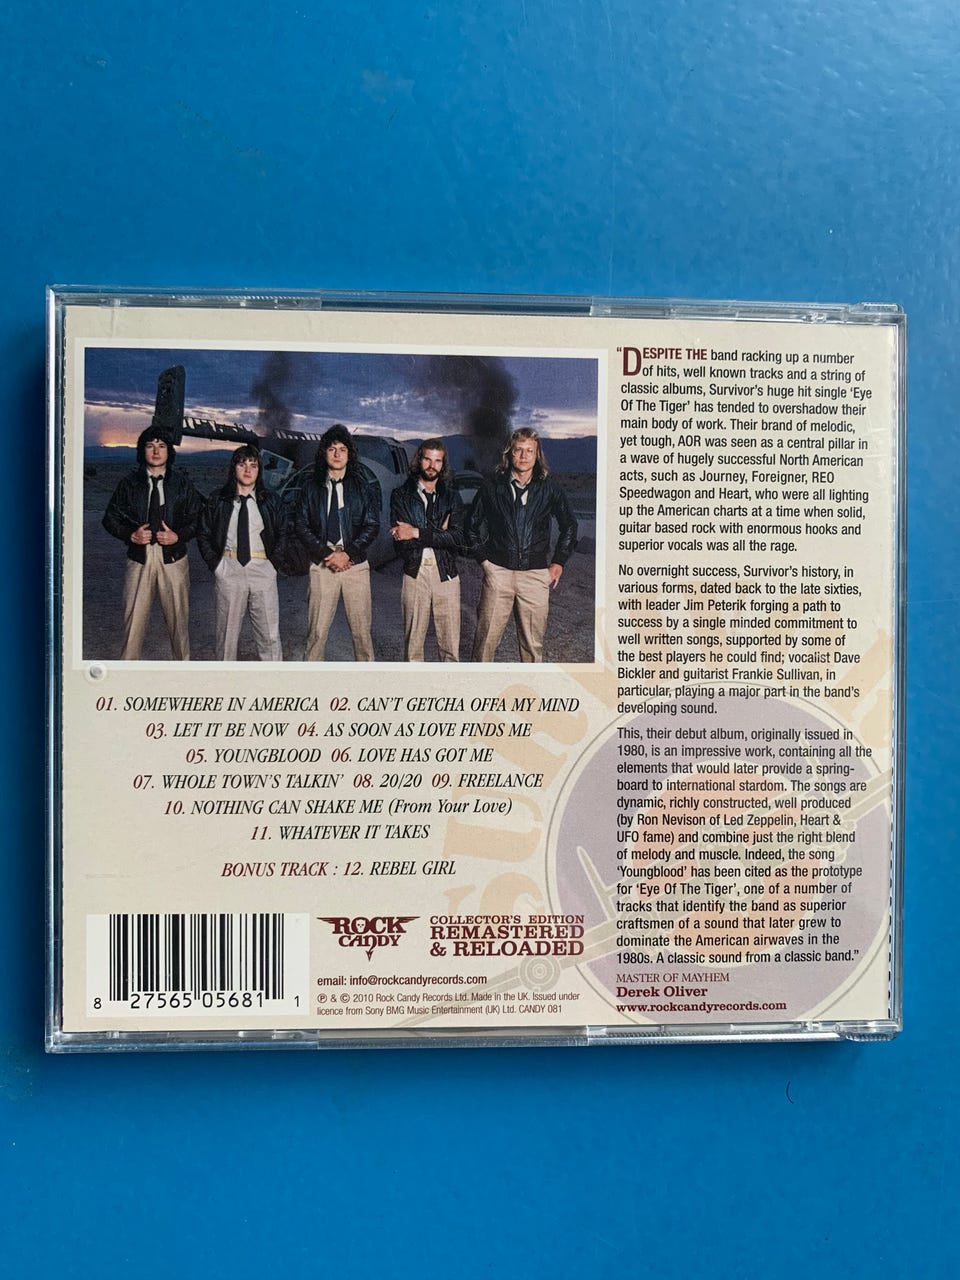 01. SOMEWHERE IN AMERICA 02. CAN'T GETCHA OFFA MY MIND
03. LET IT BE NOW 04. AS SOON AS LOVE FINDS ME
05. YOUNGBLOOD 06. LOVE HAS GOT ME
07. WHOLE TOWN'S TALKIN' 08. 20/20 09. FREELANCE
10. NOTHING CAN SHAKE ME (From Your Love)
11. WHATEVER IT TAKES
BONUS TRACK : 12. REBEL GIRL
8 27565 05681 1
ROCK
CANDY
COLLECTOR'S EDITION
REMASTERED
& RELOADED
email: info@rockcandyrecords.com
℗ & © 2010 Rock Candy Records Ltd. Made in the UK. Issued under
licence from Sony BMG Music Entertainment (UK) Ltd. CANDY 081
"DESPITE THE band racking up a number
of hits, well known tracks and a string of
classic albums, Survivor's huge hit single 'Eye
Of The Tiger' has tended to overshadow their
main body of work. Their brand of melodic,
yet tough, AOR was seen as a central pillar in
a wave of hugely successful North American
acts, such as Journey, Foreigner, REO
Speedwagon and Heart, who were all lighting
up the American charts at a time when solid,
guitar based rock with enormous hooks and
superior vocals was all the rage.
No overnight success, Survivor's history, in
various forms, dated back to the late sixties,
with leader Jim Peterik forging a path to
success by a single minded commitment to
well written songs, supported by some of
the best players he could find; vocalist Dave
Bickler and guitarist Frankie Sullivan, in
particular, playing a major part in the band's
developing sound.
This, their debut album, originally issued in
1980, is an impressive work, containing all the
elements that would later provide a spring-
board to international stardom. The songs are
dynamic, richly constructed, well produced
(by Ron Nevison of Led Zeppelin, Heart &
UFO fame) and combine just the right blend
of melody and muscle. Indeed, the song
'Youngblood' has been cited as the prototype
for 'Eye Of The Tiger', one of a number of
tracks that identify the band as superior
craftsmen of a sound that later grew to
dominate the American airwaves in the
1980s. A classic sound from a classic band."
MASTER OF MAYHEM
Derek Oliver
www.rockcandyrecords.com